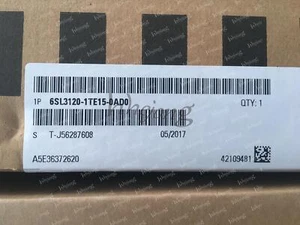 1P 6SL3120-1TE15-0AD0 QTY: 1
S T-J56287608 05/2017
A5E36372620 42109481